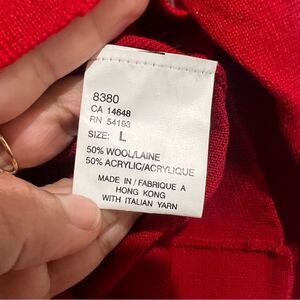 8380
CA 14648
RN 54193
SIZE: L
50% WOOL/LAINE
50% ACRYLIC/ACRYLIQUE
MADE IN / FABRIQUE A
HONG KONG
WITH ITALIAN YARN